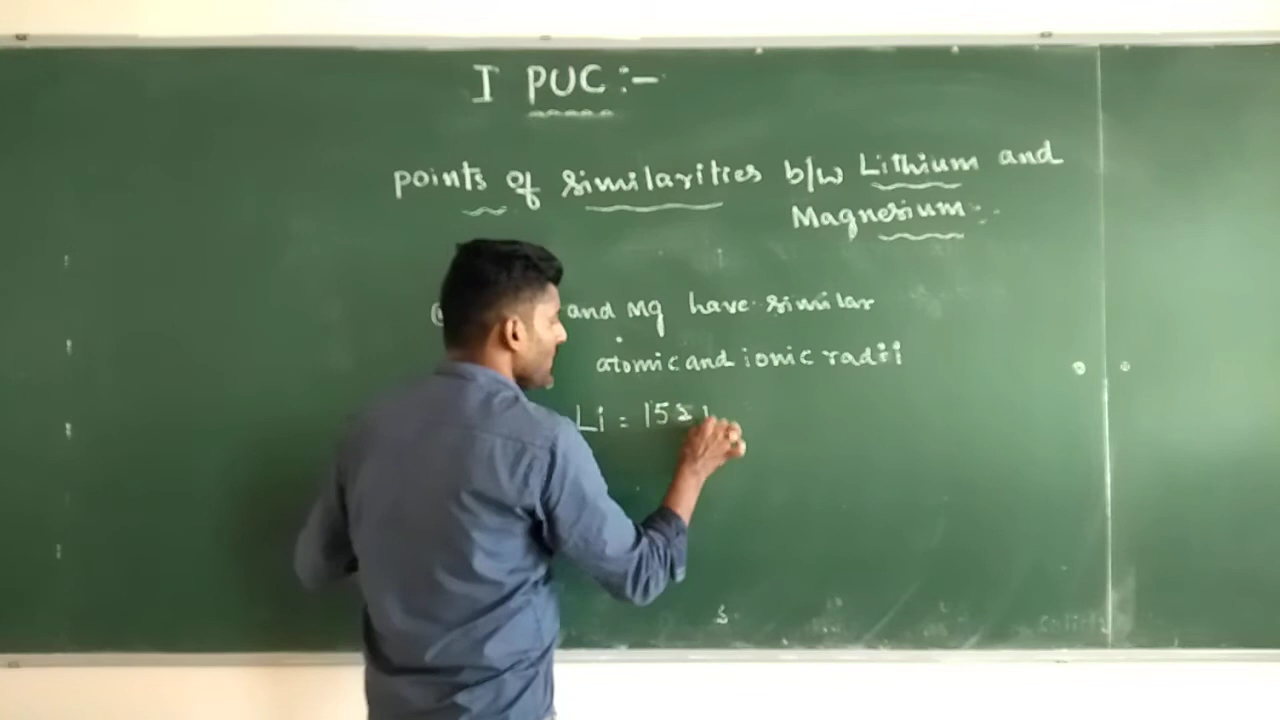 I PUC:-
points of similarities b/w Lithium and
Magnesium:-
and Mg have similar
atomic and ionic radii
Li = 152